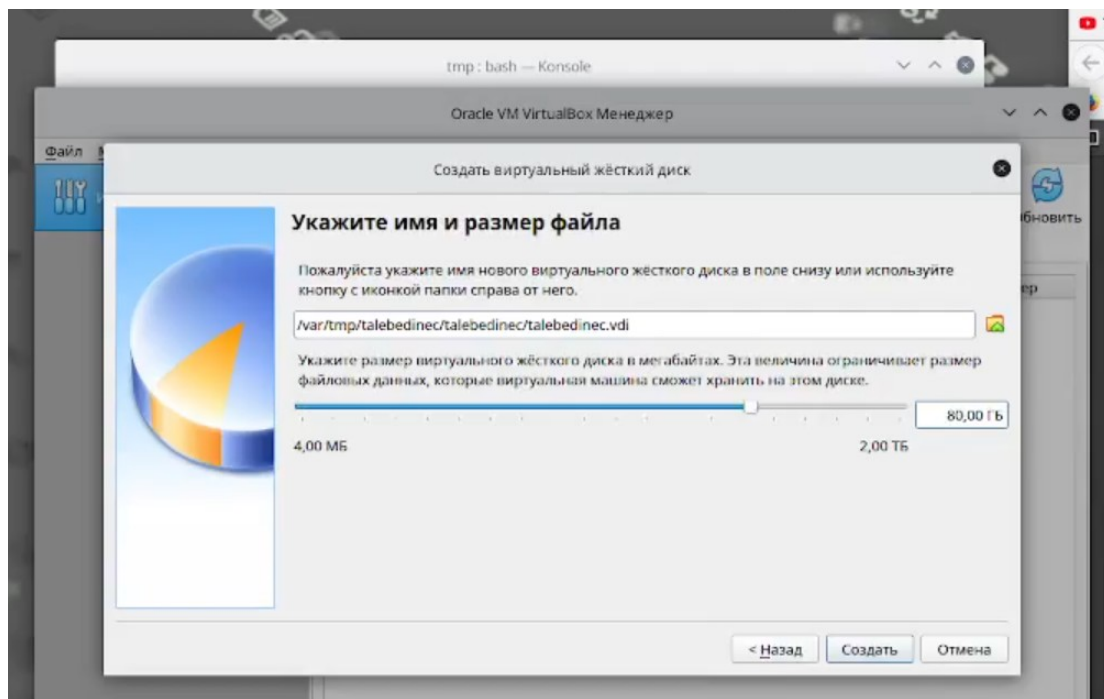 tmp : bash — Konsole
Oracle VM VirtualBox Менеджер
Файл
Создать виртуальный жёсткий диск
Укажите имя и размер файла
Пожалуйста укажите имя нового виртуального жёсткого диска в поле снизу или используйте
кнопку с иконкой папки справа от него.
/var/tmp/talebedinec/talebedinec/talebedinec.vdi
Укажите размер виртуального жёсткого диска в мегабайтах. Эта величина ограничивает размер
файловых данных, которые виртуальная машина сможет хранить на этом диске.
80,00 ГБ
4,00 МБ
2,00 ТБ
< Назад
Создать
Отмена